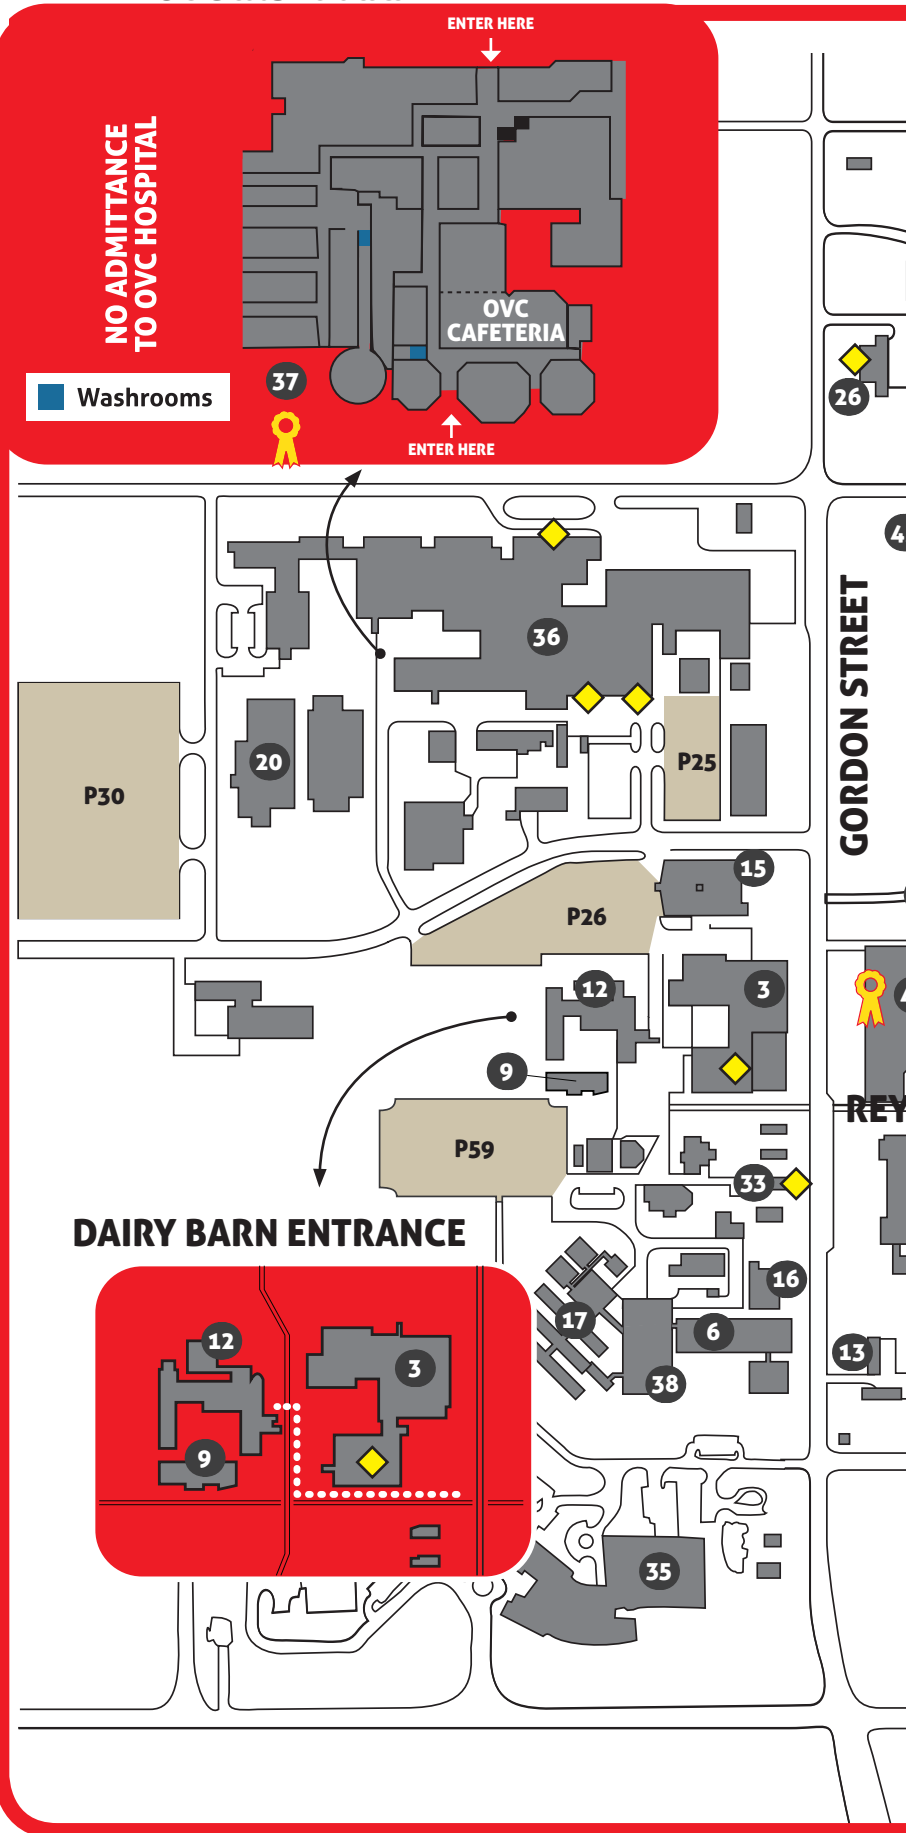 ENTER HERE
NO ADMITTANCE
TO OVC HOSPITAL
OVC
CAFETERIA
Washrooms
37
ENTER HERE
26
4
GORDON STREET
36
20
P25
P30
15
P26
12
3
9
P59
33
DAIRY BARN ENTRANCE
16
17
6
38
13
12
3
9
35